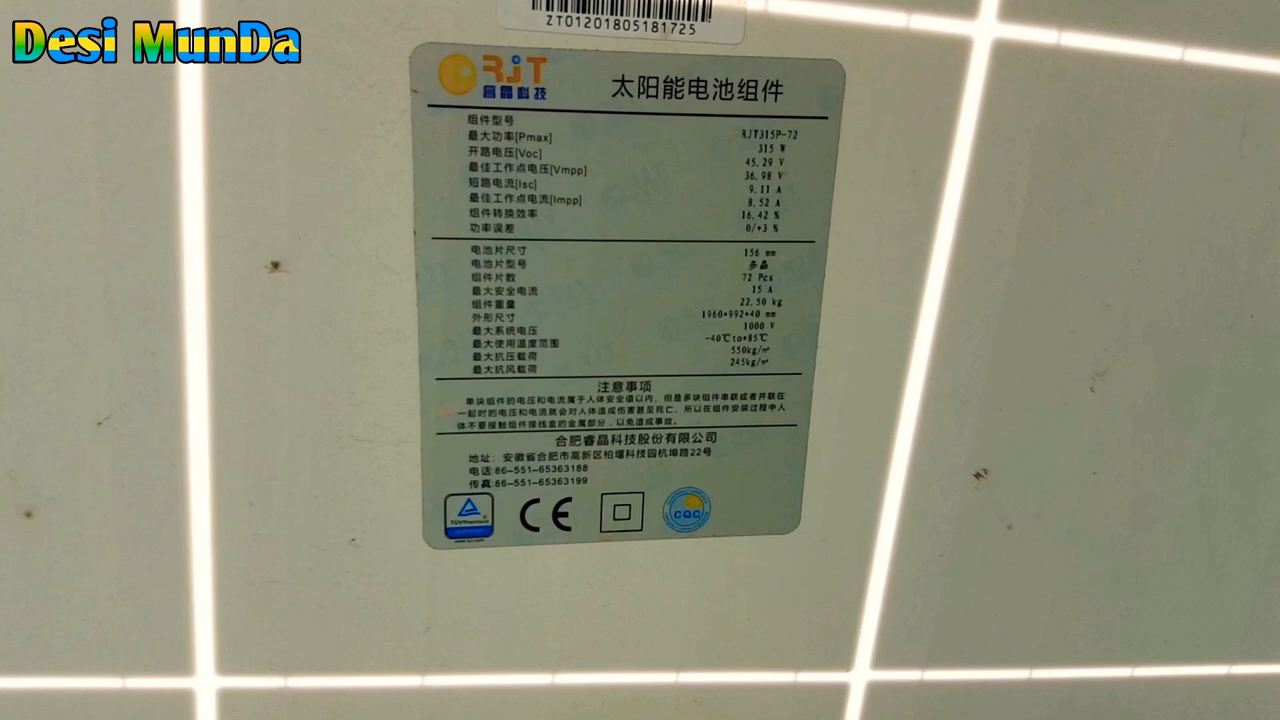 Desi MunDa
ZT01201805181725
RJT
睿晶科技
太阳能电池组件
组件型号 RJT315P-72
最大功率[Pmax] 315 W
开路电压[Voc] 45.29 V
最佳工作点电压[Vmpp] 36.98 V
短路电流[Isc] 9.11 A
最佳工作点电流[Impp] 8.52 A
组件转换效率 16.42 %
功率误差 0/+3 %
电池片尺寸 156 mm
电池片型号 多晶
组件片数 72 Pcs
最大安全电流 15 A
组件重量 22.50 kg
外形尺寸 1960*992*40 mm
最大系统电压 1000 V
最大使用温度范围 -40℃to+85℃
最大抗压载荷 550kg/m²
最大抗风载荷 245kg/m²
注意事项
单块组件的电压和电流属于人体安全值以内，但是多块组件串联或者并联在
一起时的电压和电流就会对人体造成伤害甚至死亡，所以在组件安装过程中人
体不要接触组件接线盒的金属部分，以免造成事故。
合肥睿晶科技股份有限公司
地址：安徽省合肥市高新区柏堰科技园杭埠路22号
电话:86-551-65363188
传真:86-551-65363199
TÜVRheinland
CERTIFIED
www.tuv.com
CE
CQC